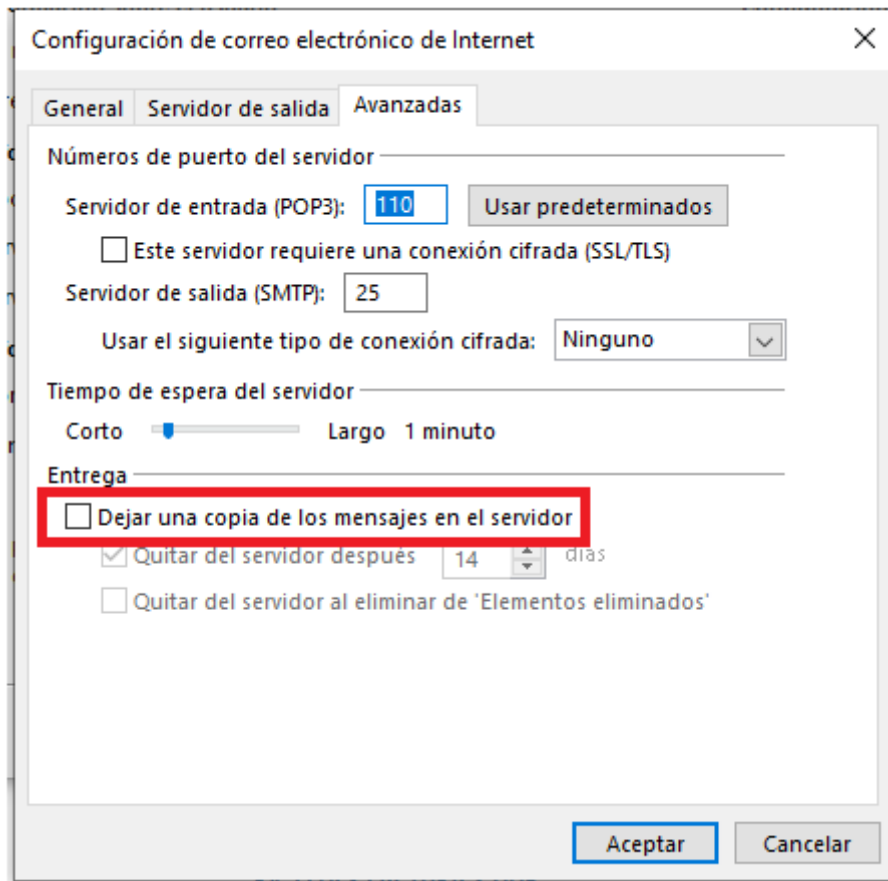 Configuración de correo electrónico de Internet
General Servidor de salida Avanzadas
Números de puerto del servidor
Servidor de entrada (POP3): 110 Usar predeterminados
Este servidor requiere una conexión cifrada (SSL/TLS)
Servidor de salida (SMTP): 25
Usar el siguiente tipo de conexión cifrada: Ninguno
Tiempo de espera del servidor
Corto Largo 1 minuto
Entrega
Dejar una copia de los mensajes en el servidor
Quitar del servidor después 14 días
Quitar del servidor al eliminar de 'Elementos eliminados'
Aceptar Cancelar